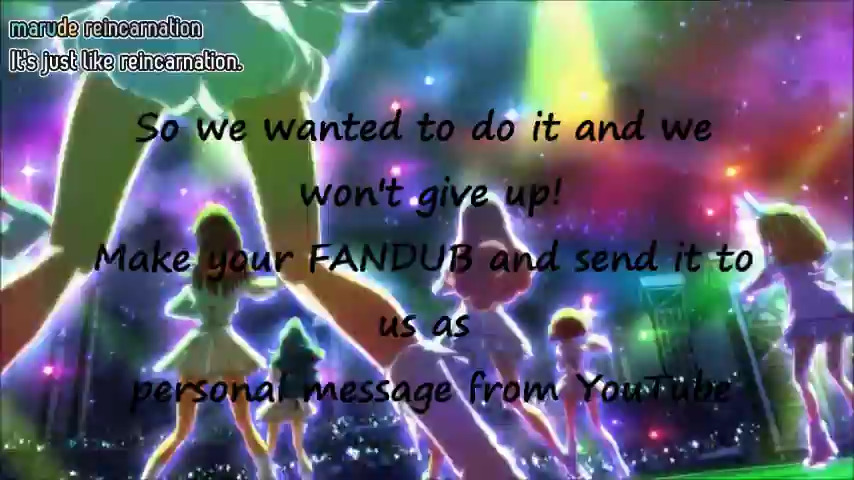 marude reincarnation
It's just like reincarnation.
So we wanted to do it and we
won't give up!
Make your FANDUB and send it to
us as
personal message from YouTube